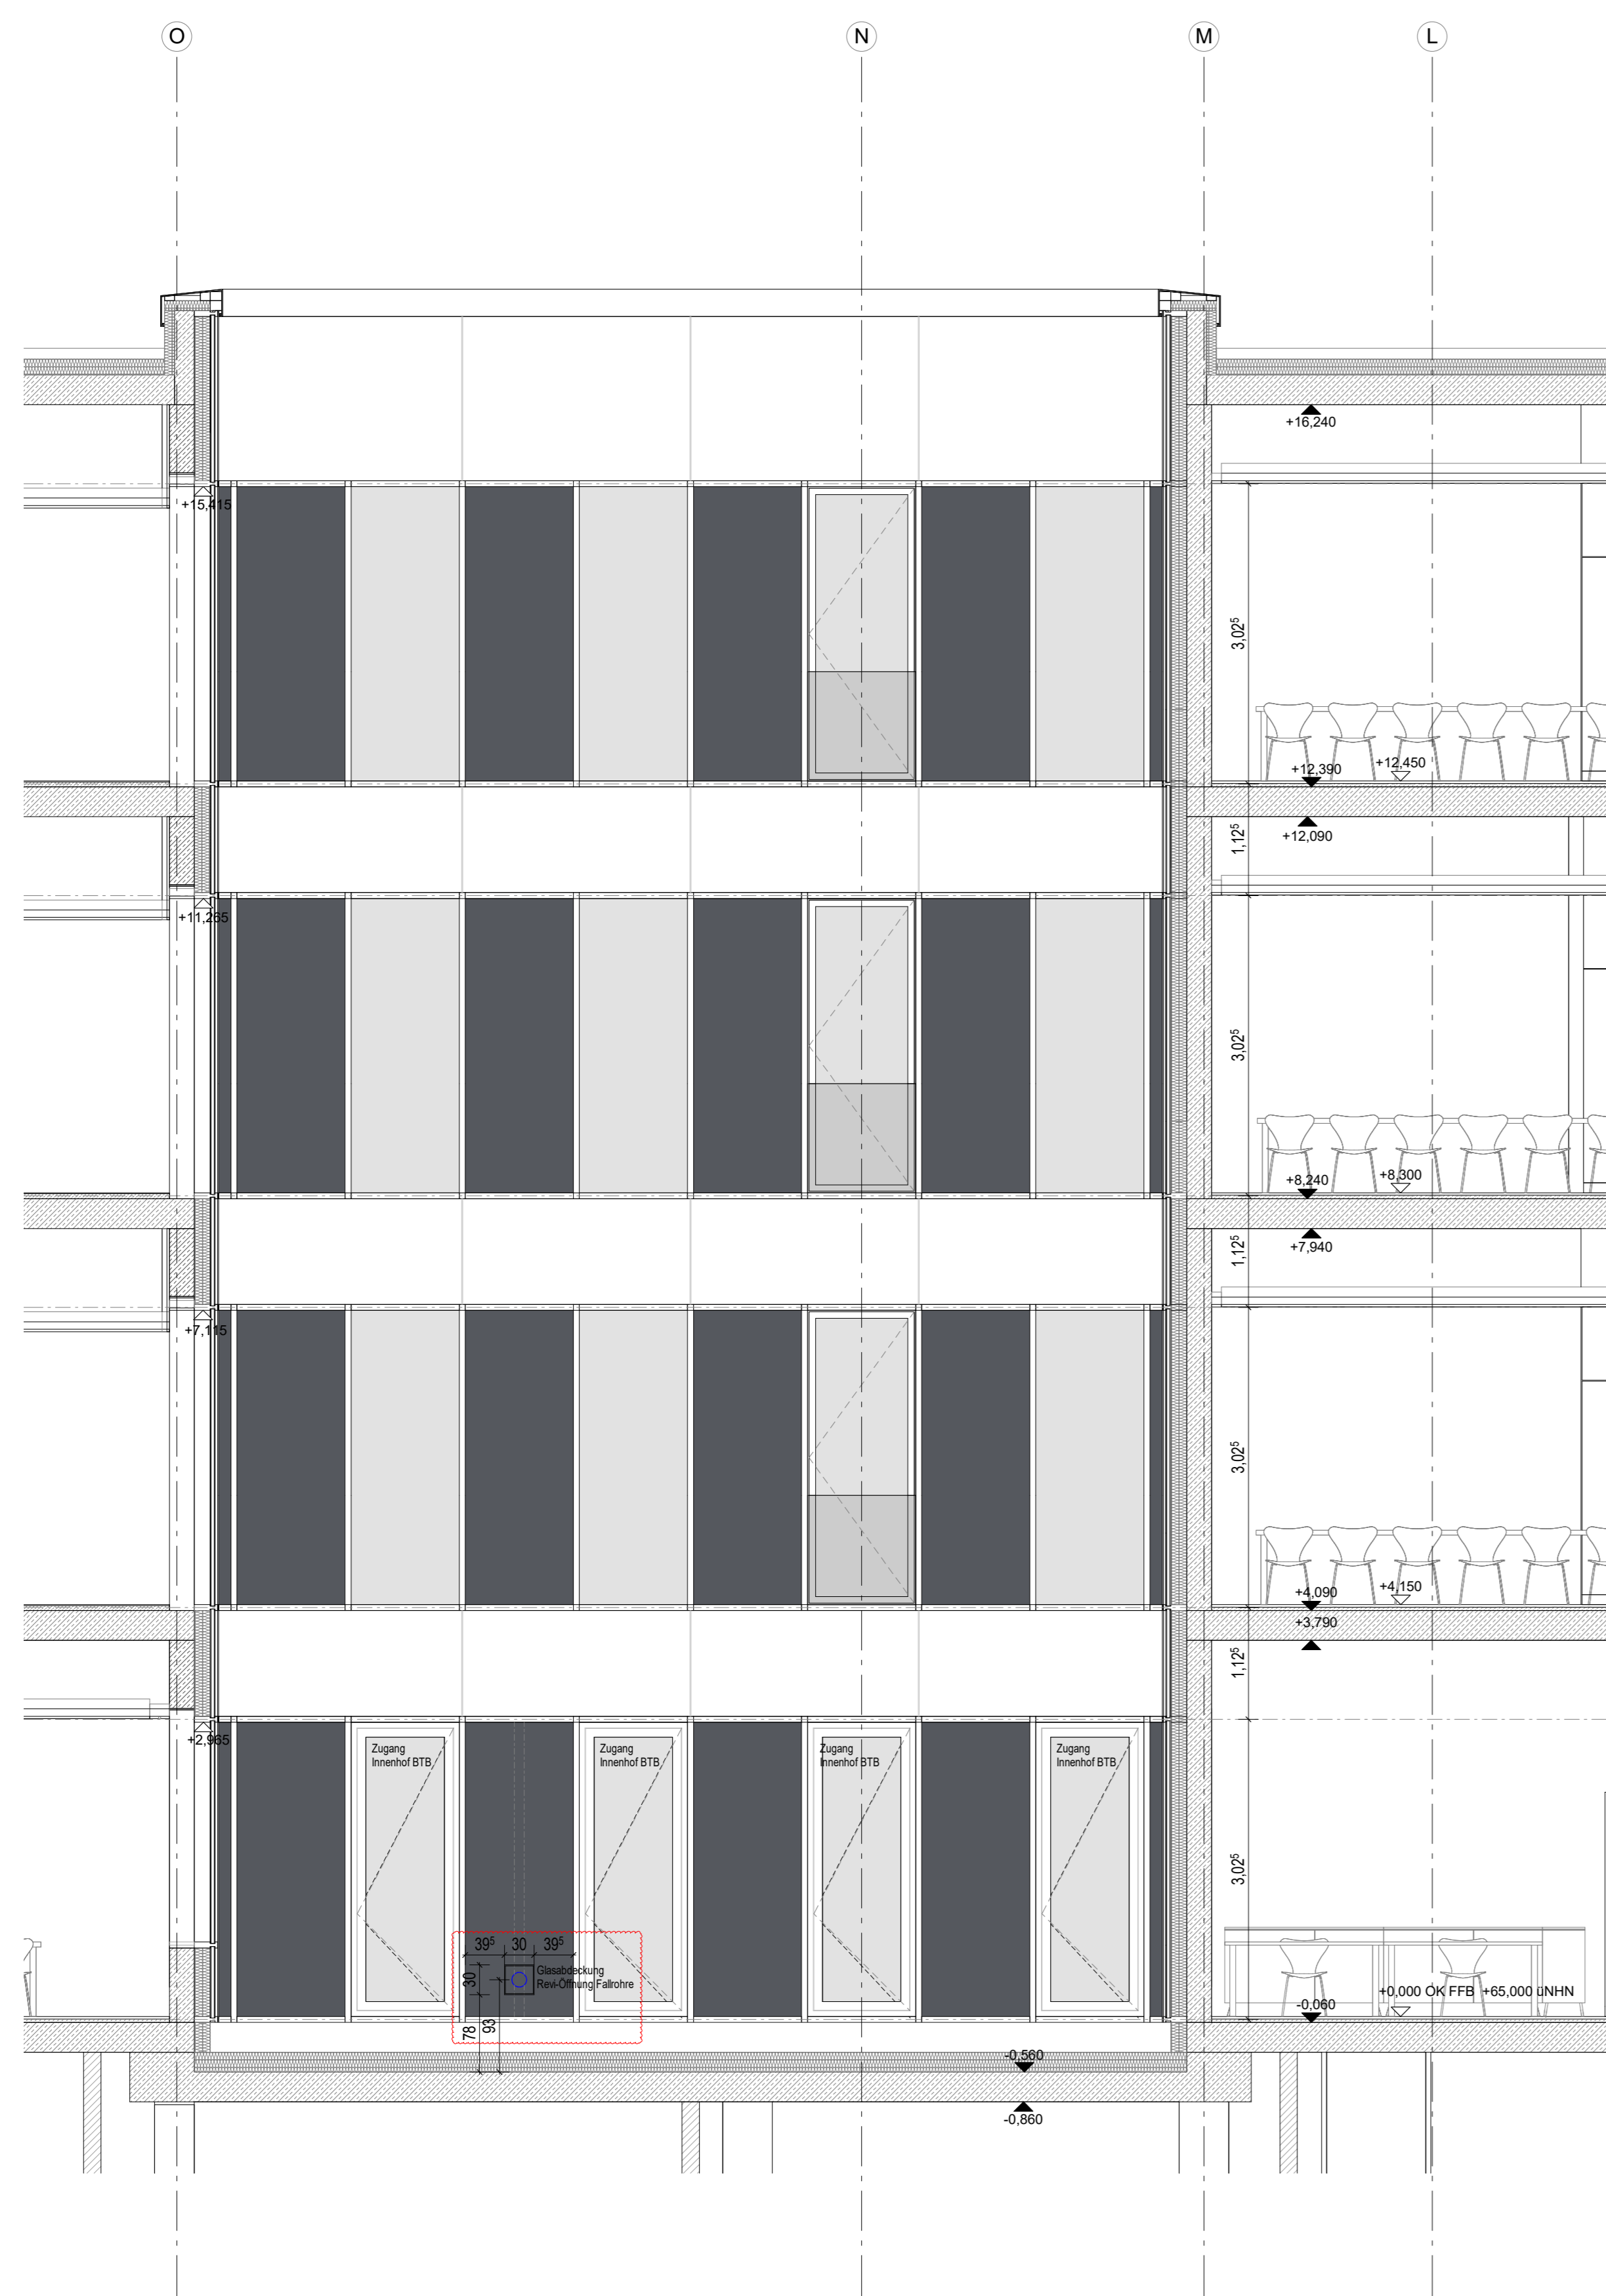 O
N
M
L
+16,240
+15,415
3,02⁵
+12,390
+12,450
1,12⁵
+12,090
+11,265
3,02⁵
+8,240
+8,300
1,12⁵
+7,940
+7,115
3,02⁵
+4,090
+4,150
+3,790
1,12⁵
+2,965
Zugang
Innenhof BTB
Zugang
Innenhof BTB
Zugang
Innenhof BTB
Zugang
Innenhof BTB
3,02⁵
39⁵
30
39⁵
30
Glasabdeckung
Revi-Öffnung Fallrohre
78
93
+0,000 OK FFB +65,000 üNHN
-0,060
-0,560
-0,860